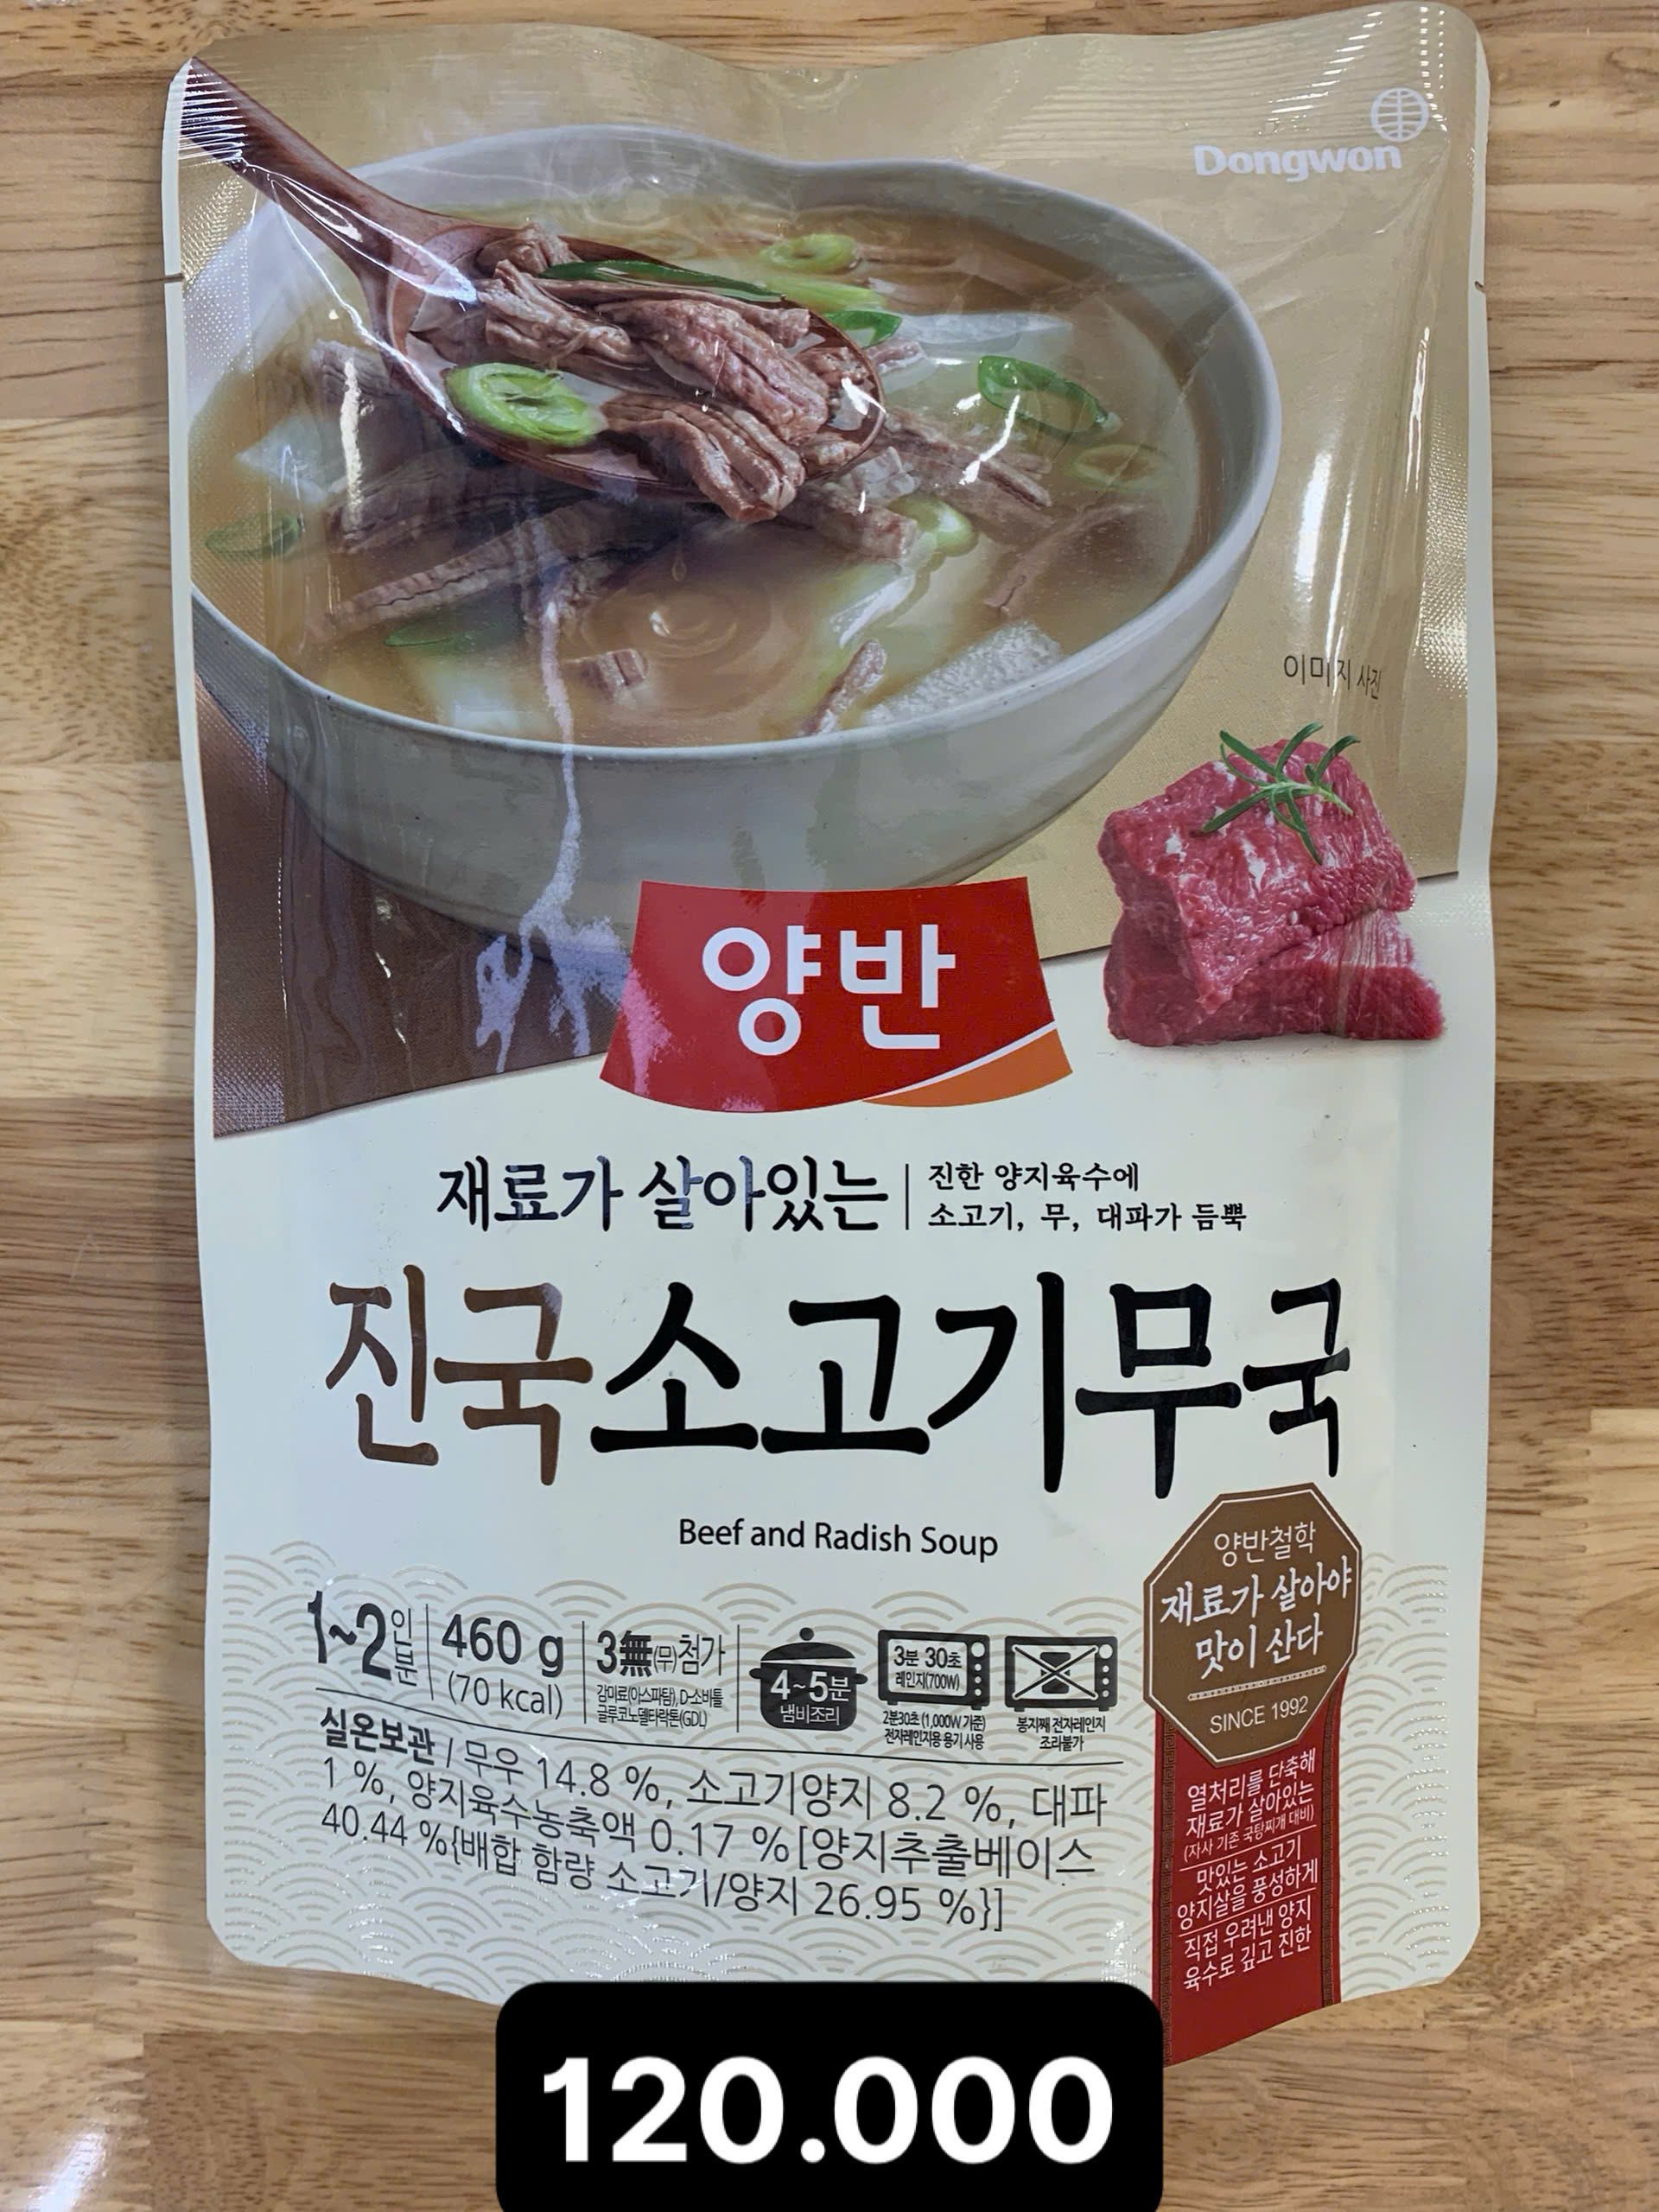 Dongwon
이미지 사진
양반
재료가 살아있는
진한 양지육수에
소고기, 무, 대파가 듬뿍
진국소고기무국
Beef and Radish Soup
1~2인분
460 g
(70 kcal)
3無(무)첨가
감미료(아스파탐), D-소비톨
글루코노델타락톤(GDL)
4~5분
냄비조리
3분 30초
레인지(700W)
2분30초 (1,000W 기준)
전자레인지용 용기 사용
봉지째 전자레인지
조리불가
실온보관 / 무우 14.8 %, 소고기양지 8.2 %, 대파
1 %, 양지육수농축액 0.17 %[양지추출베이스
40.44 %{배합 함량 소고기/양지 26.95 %}]
양반철학
재료가 살아야
맛이 산다
SINCE 1992
열처리를 단축해
재료가 살아있는
(자사 기존 국탕찌개 대비)
맛있는 소고기
양지살을 풍성하게
직접 우려낸 양지
육수로 깊고 진한
120.000